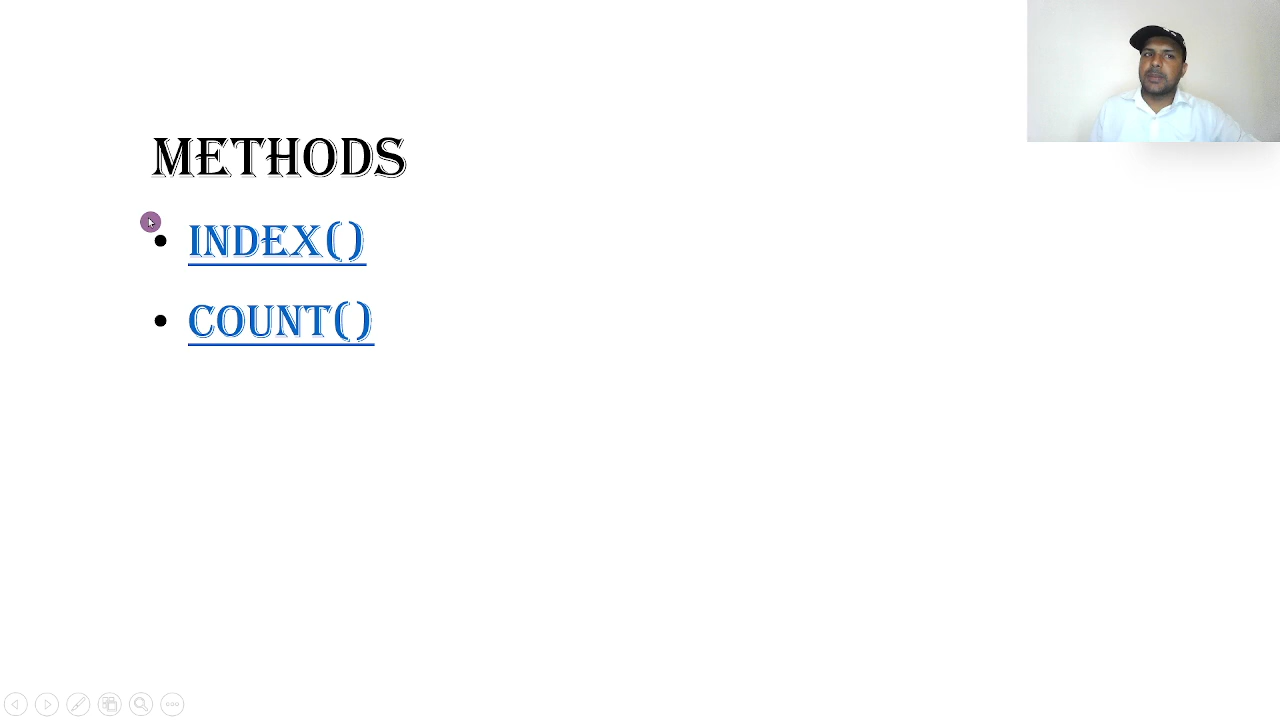 METHODS
• INDEX()
• COUNT()